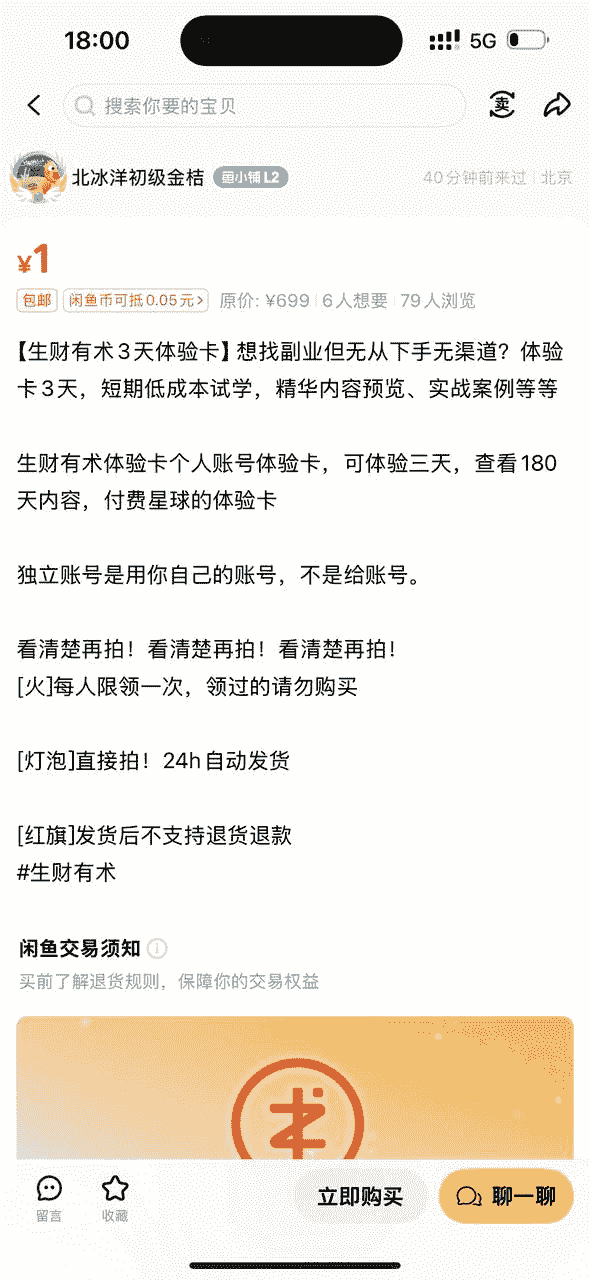 18:00
5G
搜索你要的宝贝
卖
北冰洋初级金桔
鱼小铺 L2
40分钟前来过 | 北京
¥1
包邮
闲鱼币可抵0.05元>
原价: ¥699 | 6人想要 | 79人浏览
【生财有术3天体验卡】想找副业但无从下手无渠道？体验
卡3天，短期低成本试学，精华内容预览、实战案例等等
生财有术体验卡个人账号体验卡，可体验三天，查看180
天内容，付费星球的体验卡
独立账号是用你自己的账号，不是给账号。
看清楚再拍！看清楚再拍！看清楚再拍！
[火]每人限领一次，领过的请勿购买
[灯泡]直接拍！24h自动发货
[红旗]发货后不支持退货退款
#生财有术
闲鱼交易须知
买前了解退货规则，保障你的交易权益
留言
收藏
立即购买
聊一聊